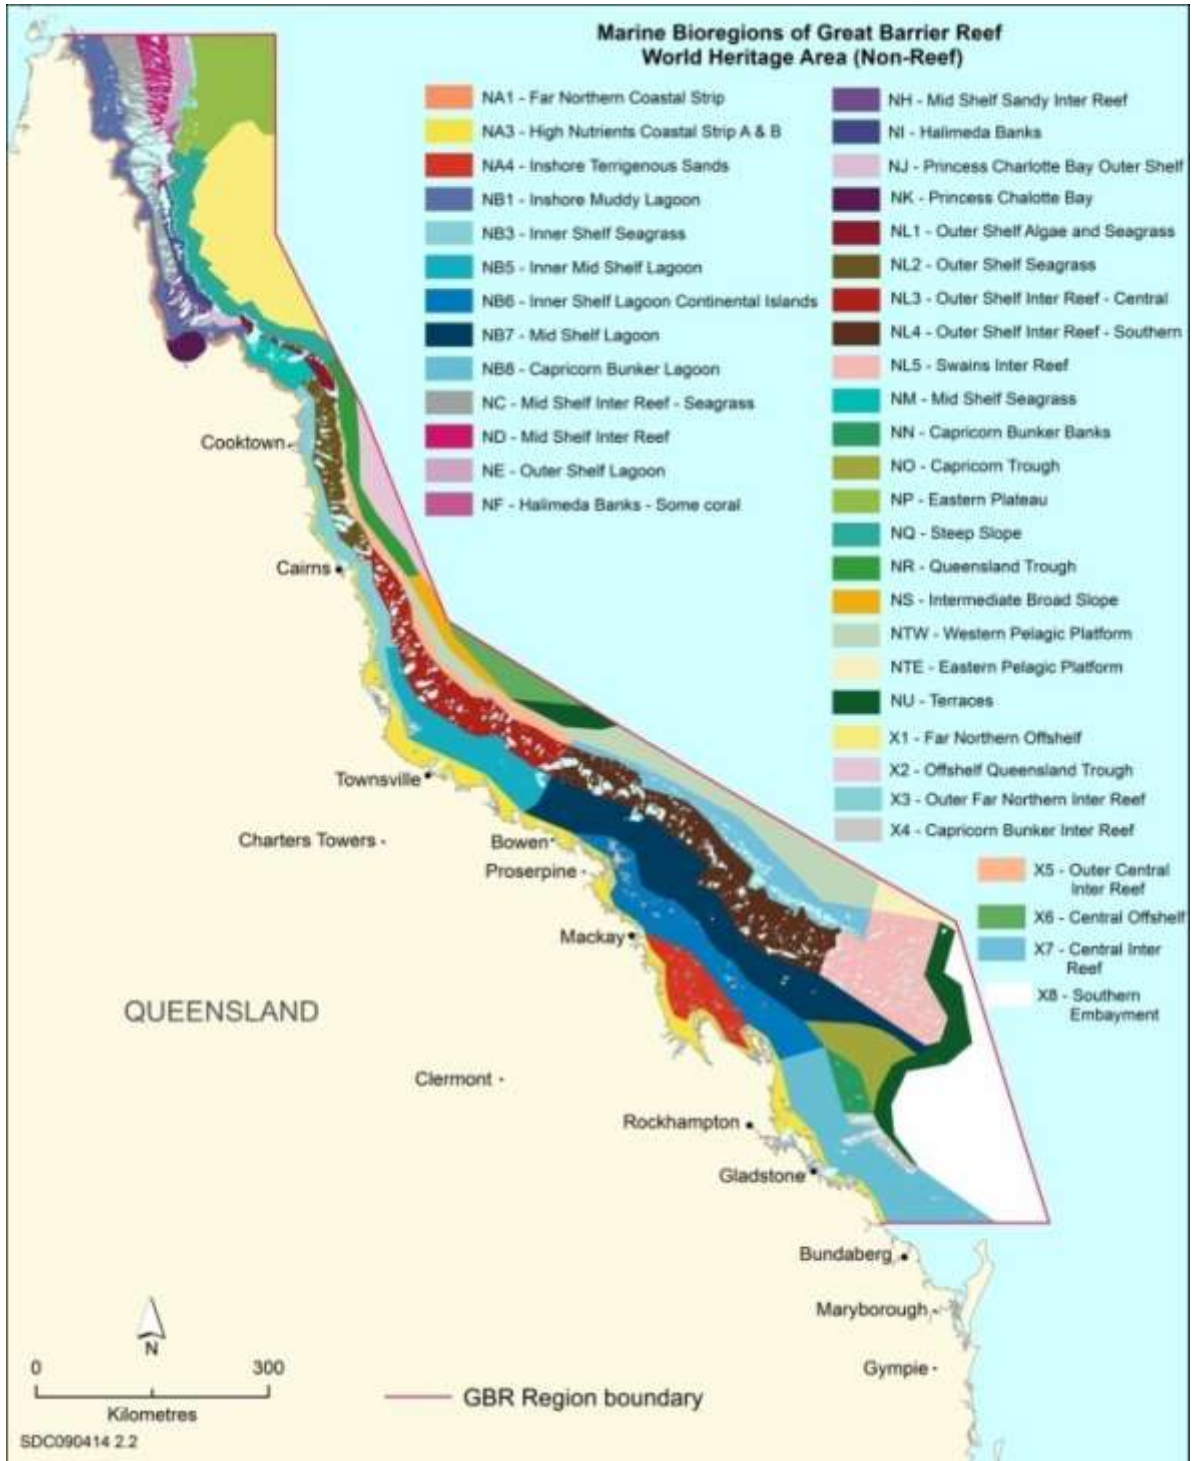 Marine Bioregions of Great Barrier Reef
World Heritage Area (Non-Reef)
NA1 - Far Northern Coastal Strip
NA3 - High Nutrients Coastal Strip A & B
NA4 - Inshore Terrigenous Sands
NB1 - Inshore Muddy Lagoon
NB3 - Inner Shelf Seagrass
NB5 - Inner Mid Shelf Lagoon
NB6 - Inner Shelf Lagoon Continental Islands
NB7 - Mid Shelf Lagoon
NB8 - Capricorn Bunker Lagoon
NC - Mid Shelf Inter Reef - Seagrass
ND - Mid Shelf Inter Reef
NE - Outer Shelf Lagoon
NF - Halimeda Banks - Some coral
NH - Mid Shelf Sandy Inter Reef
NI - Halimeda Banks
NJ - Princess Charlotte Bay Outer Shelf
NK - Princess Chalotte Bay
NL1 - Outer Shelf Algae and Seagrass
NL2 - Outer Shelf Seagrass
NL3 - Outer Shelf Inter Reef - Central
NL4 - Outer Shelf Inter Reef - Southern
NL5 - Swains Inter Reef
NM - Mid Shelf Seagrass
NN - Capricorn Bunker Banks
NO - Capricorn Trough
NP - Eastern Plateau
NQ - Steep Slope
NR - Queensland Trough
NS - Intermediate Broad Slope
NTW - Western Pelagic Platform
NTE - Eastern Pelagic Platform
NU - Terraces
X1 - Far Northern Offshelf
X2 - Offshelf Queensland Trough
X3 - Outer Far Northern Inter Reef
X4 - Capricorn Bunker Inter Reef
X5 - Outer Central
Inter Reef
X6 - Central Offshelf
X7 - Central Inter
Reef
X8 - Southern
Embayment
Cooktown
Cairns
Townsville
Charters Towers
Bowen
Proserpine
Mackay
QUEENSLAND
Clermont
Rockhampton
Gladstone
Bundaberg
Maryborough
Gympie
N
0 300
Kilometres
GBR Region boundary
SDC090414 2.2